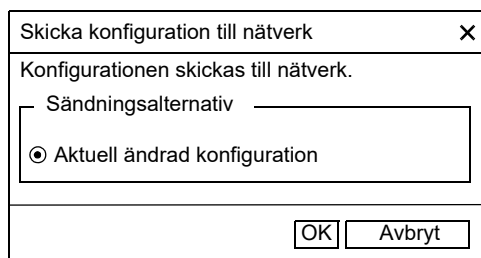 Skicka konfiguration till nätverk
Konfigurationen skickas till nätverk.
Sändningsalternativ
Aktuell ändrad konfiguration
OK Avbryt